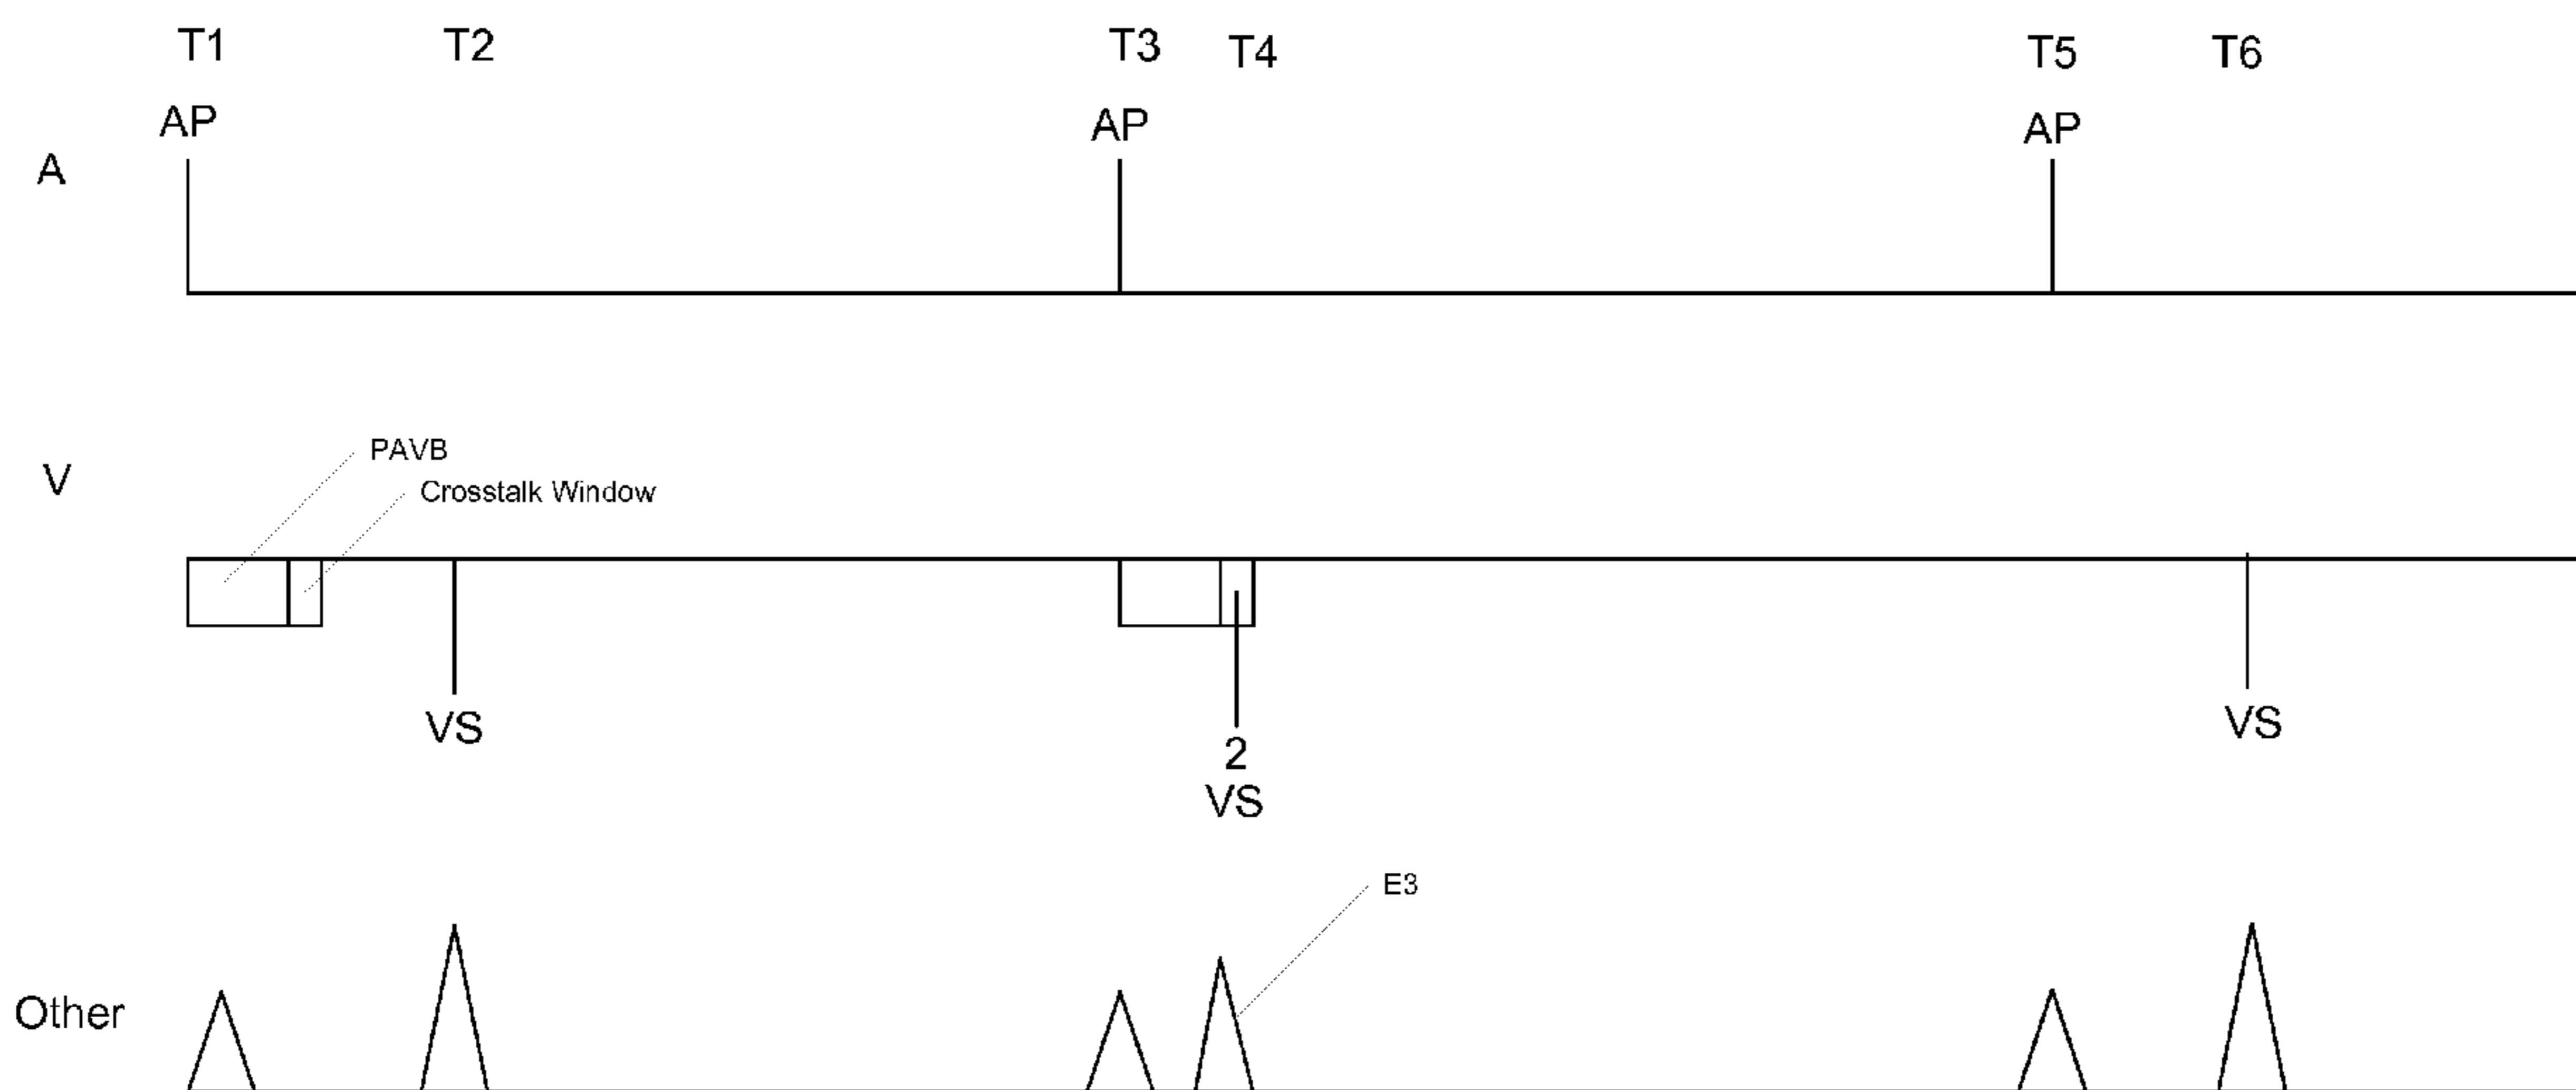 T1 T2 T3 T4 T5 T6
AP AP AP
A
PAVB
V
Crosstalk Window
VS VS
2
VS
E3
Other